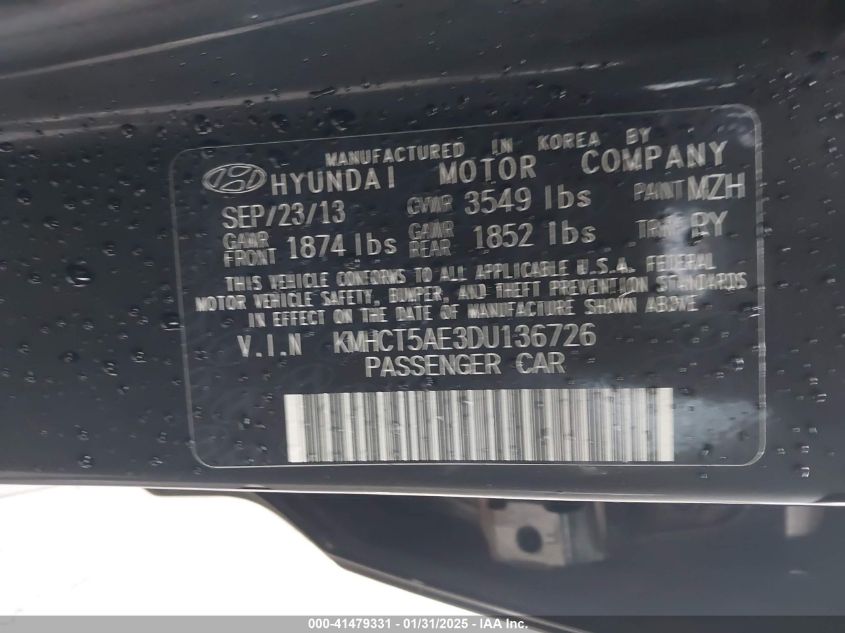 MANUFACTURED IN KOREA BY
HYUNDAI MOTOR COMPANY
SEP/23/13 GVWR 3549 lbs PAINT MZH
GAWR FRONT 1874 lbs GAWR REAR 1852 lbs TRIM RY
THIS VEHICLE CONFORMS TO ALL APPLICABLE U.S.A. FEDERAL
MOTOR VEHICLE SAFETY, BUMPER, AND THEFT PREVENTION STANDARDS
IN EFFECT ON THE DATE OF MANUFACTURE SHOWN ABOVE
V.I.N KMHCT5AE3DU136726
PASSENGER CAR
000-41479331 - 01/31/2025 - IAA Inc.